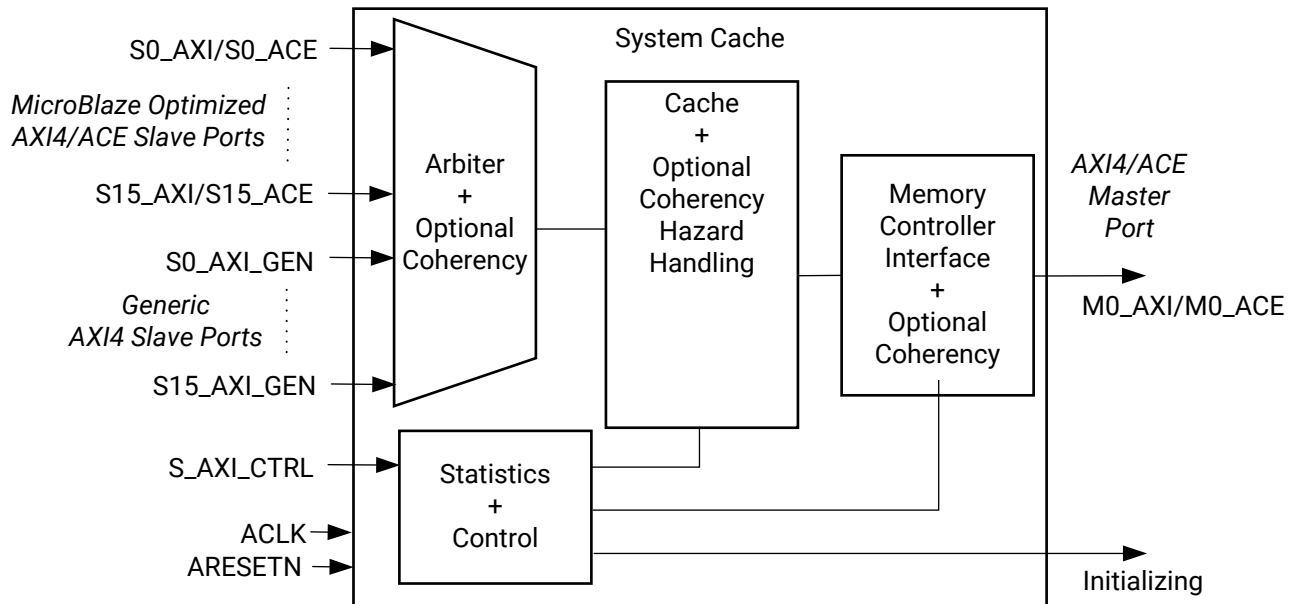 System Cache
S0_AXI/S0_ACE
MicroBlaze Optimized
AXI4/ACE Slave Ports
S15_AXI/S15_ACE
S0_AXI_GEN
Generic
AXI4 Slave Ports
S15_AXI_GEN
S_AXI_CTRL
ACLK
ARESETN
Arbiter
+
Optional
Coherency
Cache
+
Optional
Coherency
Hazard
Handling
Memory
Controller
Interface
+
Optional
Coherency
Statistics
+
Control
AXI4/ACE
Master
Port
M0_AXI/M0_ACE
Initializing